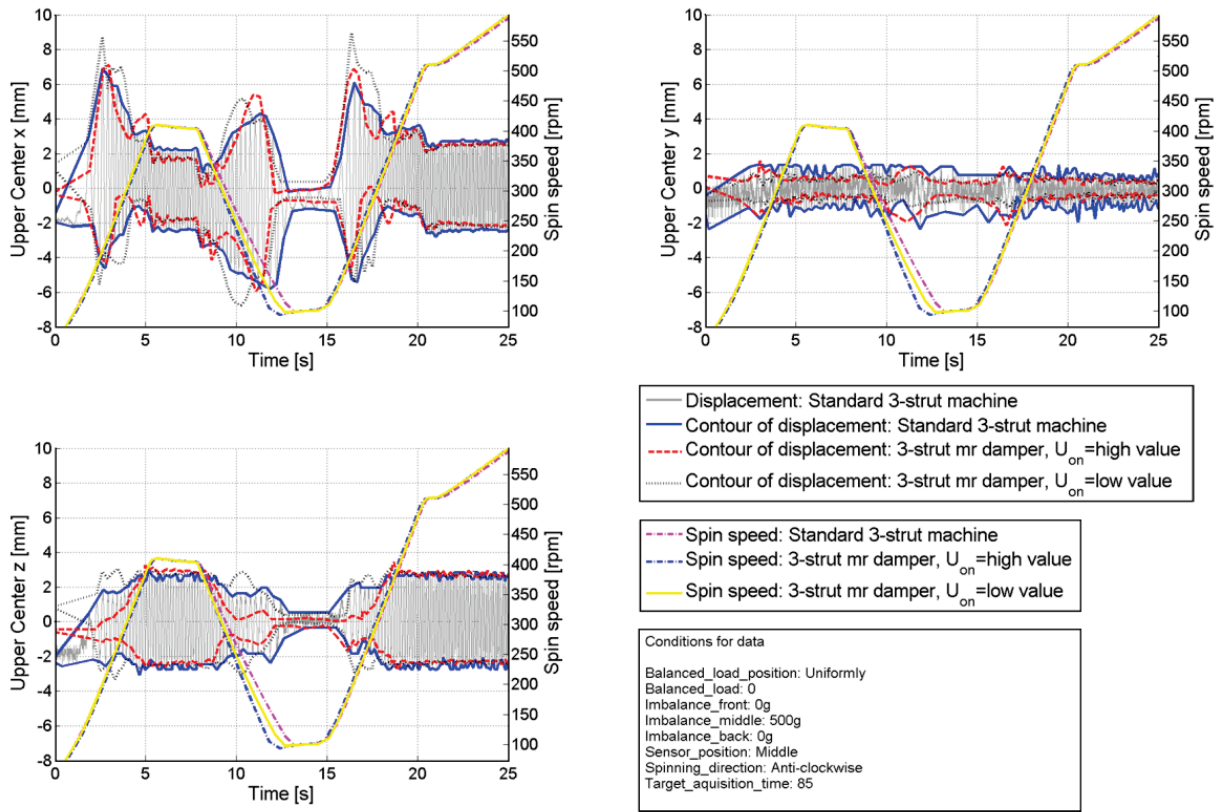 10
8
6
4
2
0
-2
-4
-6
-8
Upper Center x [mm]
0 5 10 15 20 25
Time [s]
550
500
450
400
350
300
250
200
150
100
Spin speed [rpm]
10
8
6
4
2
0
-2
-4
-6
-8
Upper Center y [mm]
0 5 10 15 20 25
Time [s]
550
500
450
400
350
300
250
200
150
100
Spin speed [rpm]
10
8
6
4
2
0
-2
-4
-6
-8
Upper Center z [mm]
0 5 10 15 20 25
Time [s]
550
500
450
400
350
300
250
200
150
100
Spin speed [rpm]
Displacement: Standard 3-strut machine
Contour of displacement: Standard 3-strut machine
Contour of displacement: 3-strut mr damper, U_on=high value
Contour of displacement: 3-strut mr damper, U_on=low value
Spin speed: Standard 3-strut machine
Spin speed: 3-strut mr damper, U_on=high value
Spin speed: 3-strut mr damper, U_on=low value
Conditions for data
Balanced_load_position: Uniformly
Balanced_load: 0
Imbalance_front: 0g
Imbalance_middle: 500g
Imbalance_back: 0g
Sensor_position: Middle
Spinning_direction: Anti-clockwise
Target_aquisition_time: 85